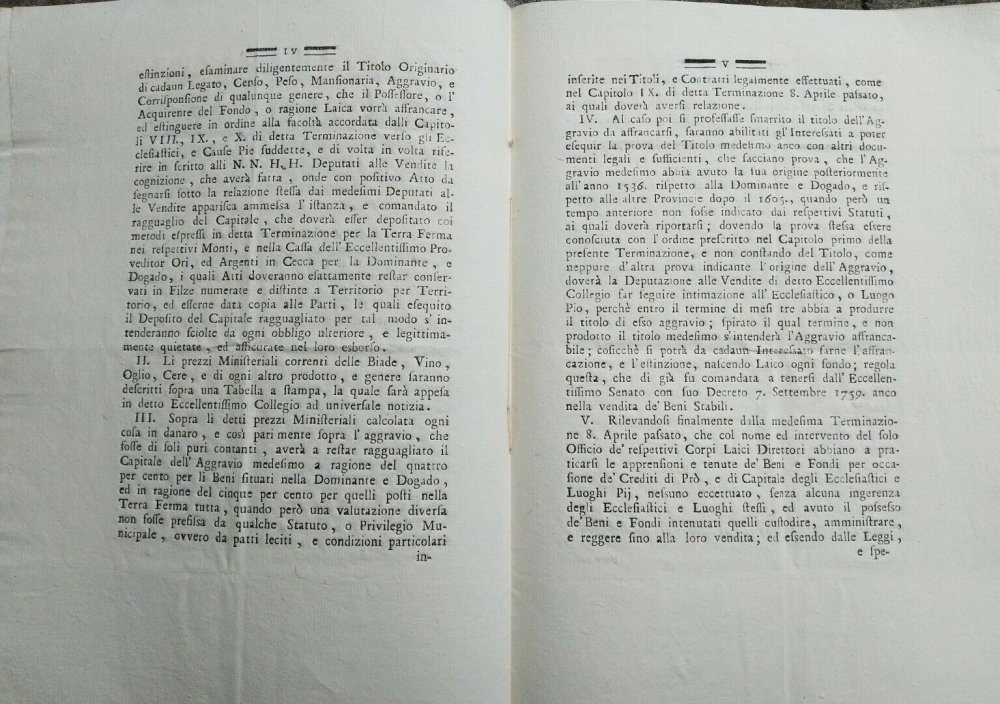 IV
estinzioni, esaminare diligentemente il Titolo Originario
di cadaun Legato, Censo, Peso, Mansionaria, Aggravio, e
Corrisponsione di qualunque genere, che il Possessore, o l'
Acquirente del Fondo, o ragione Laica vorrà affrancare,
ed estinguere in ordine alla facoltà accordata dalli Capito-
li VIII., IX., e X. di detta Terminazione verso gli Ec-
clesiastici, e Cause Pie suddette, e di volta in volta rife-
rire in scritto alli N. N. H. H. Deputati alle Vendite la
cognizione, che averà fatta, onde con positivo Atto da
segnarsi sotto la relazione stessa dai medesimi Deputati al-
le Vendite apparisca ammessa l'istanza, e comandato il
ragguaglio del Capitale, che doverà esser depositato coi
metodi espressi in detta Terminazione per la Terra Ferma
nei respettivi Monti, e nella Cassa dell'Eccellentissimo Pro-
veditor Ori, ed Argenti in Cecca per la Dominante, e
Dogado, i quali Atti doveranno esattamente restar conser-
vati in Filze numerate e distinte a Territorio per Terri-
torio, ed esserne data copia alle Parti, le quali esequito
il Deposito del Capitale ragguagliato per tal modo s'in-
tenderanno sciolte da ogni obbligo ulteriore, e legittima-
mente quietate, ed assicurate nel loro esborso.
II. Li prezzi Ministeriali correnti delle Biade, Vino,
Oglio, Cere, e di ogni altro prodotto, e genere saranno
descritti sopra una Tabella a stampa, la quale sarà appesa
in detto Eccellentissimo Collegio ad universale notizia.
III. Sopra li detti prezzi Ministeriali calcolata ogni
cosa in danaro, e così parimente sopra l'aggravio, che
fosse di soli puri contanti, averà a restar ragguagliato il
Capitale dell'Aggravio medesimo a ragione del quattro
per cento per li Beni situati nella Dominante e Dogado,
ed in ragione del cinque per cento per quelli posti nella
Terra Ferma tutta, quando però una valutazione diversa
non fosse prefissa da qualche Statuto, o Privilegio Mu-
nicipale, ovvero da patti leciti, e condizioni particolari
in-
V
inserite nei Titoli, e Contratti legalmente effettuati, come
nel Capitolo IX. di detta Terminazione 8. Aprile passato,
ai quali doverà aversi relazione.
IV. Al caso poi si professasse smarrito il titolo dell'Ag-
gravio da affrancarsi, saranno abilitati gl'Interessati a poter
esequir la prova del Titolo medesimo anco con altri docu-
menti legali e sufficienti, che facciano prova, che l'Ag-
gravio medesimo abbia avuto la sua origine posteriormente
all'anno 1536. rispetto alla Dominante e Dogado, e ris-
petto alle altre Provincie dopo il 1605., quando però un
tempo anteriore non fosse indicato dai respettivi Statuti,
ai quali doverà riportarsi; dovendo la prova stessa essere
conosciuta con l'ordine prescritto nel Capitolo primo della
presente Terminazione, e non constando del Titolo, come
neppure d'altra prova indicante l'origine dell'Aggravio,
doverà la Deputazione alle Vendite di detto Eccellentissimo
Collegio far seguire intimazione all'Ecclesiastico, o Luogo
Pio, perchè entro il termine di mesi tre abbia a produrre
il titolo di esso aggravio; spirato il qual termine, e non
prodotto il titolo medesimo s'intenderà l'Aggravio affranca-
bile; cosicchè si potrà da cadaun Interessato farne l'affran-
cazione, e l'estinzione, nascendo Laico ogni fondo; regola
questa, che di già fu comandata a tenersi dall'Eccellen-
tissimo Senato con suo Decreto 7. Settembre 1759. anco
nella vendita de' Beni Stabili.
V. Rilevandosi finalmente dalla medesima Terminazio-
ne 8. Aprile passato, che col nome ed intervento del solo
Officio de' respettivi Corpi Laici Direttori abbiano a pra-
ticarsi le apprensioni e tenute de' Beni e Fondi per occa-
sione de' Crediti di Prò, e di Capitale degli Ecclesiastici e
Luoghi Pij, nessuno eccettuato, senza alcuna ingerenza
degli Ecclesiastici e Luoghi stessi, ed avuto il possesso
de' Beni e Fondi intenutati quelli custodire, amministrare,
e reggere fino alla loro vendita; ed essendo dalle Leggi,
e spe-